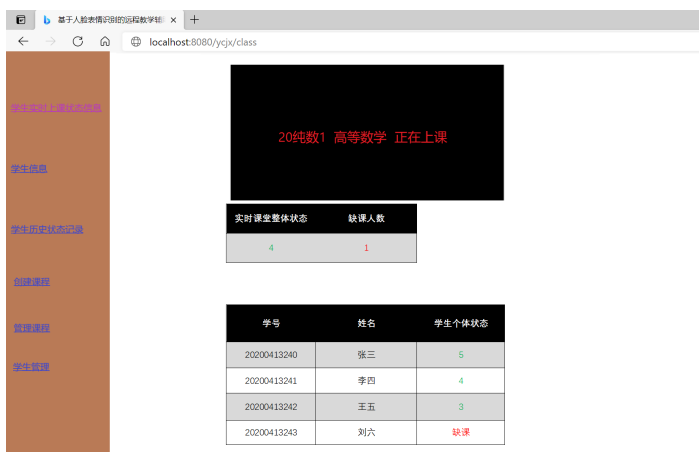 基于人脸表情识别的远程教学辅
localhost:8080/ycjx/class
学生实时上课状态信息
学生信息
学生历史状态记录
创建课程
管理课程
学生管理
20纯数1 高等数学 正在上课
实时课堂整体状态 缺课人数
4 1
学号 姓名 学生个体状态
20200413240 张三 5
20200413241 李四 4
20200413242 王五 3
20200413243 刘六 缺课